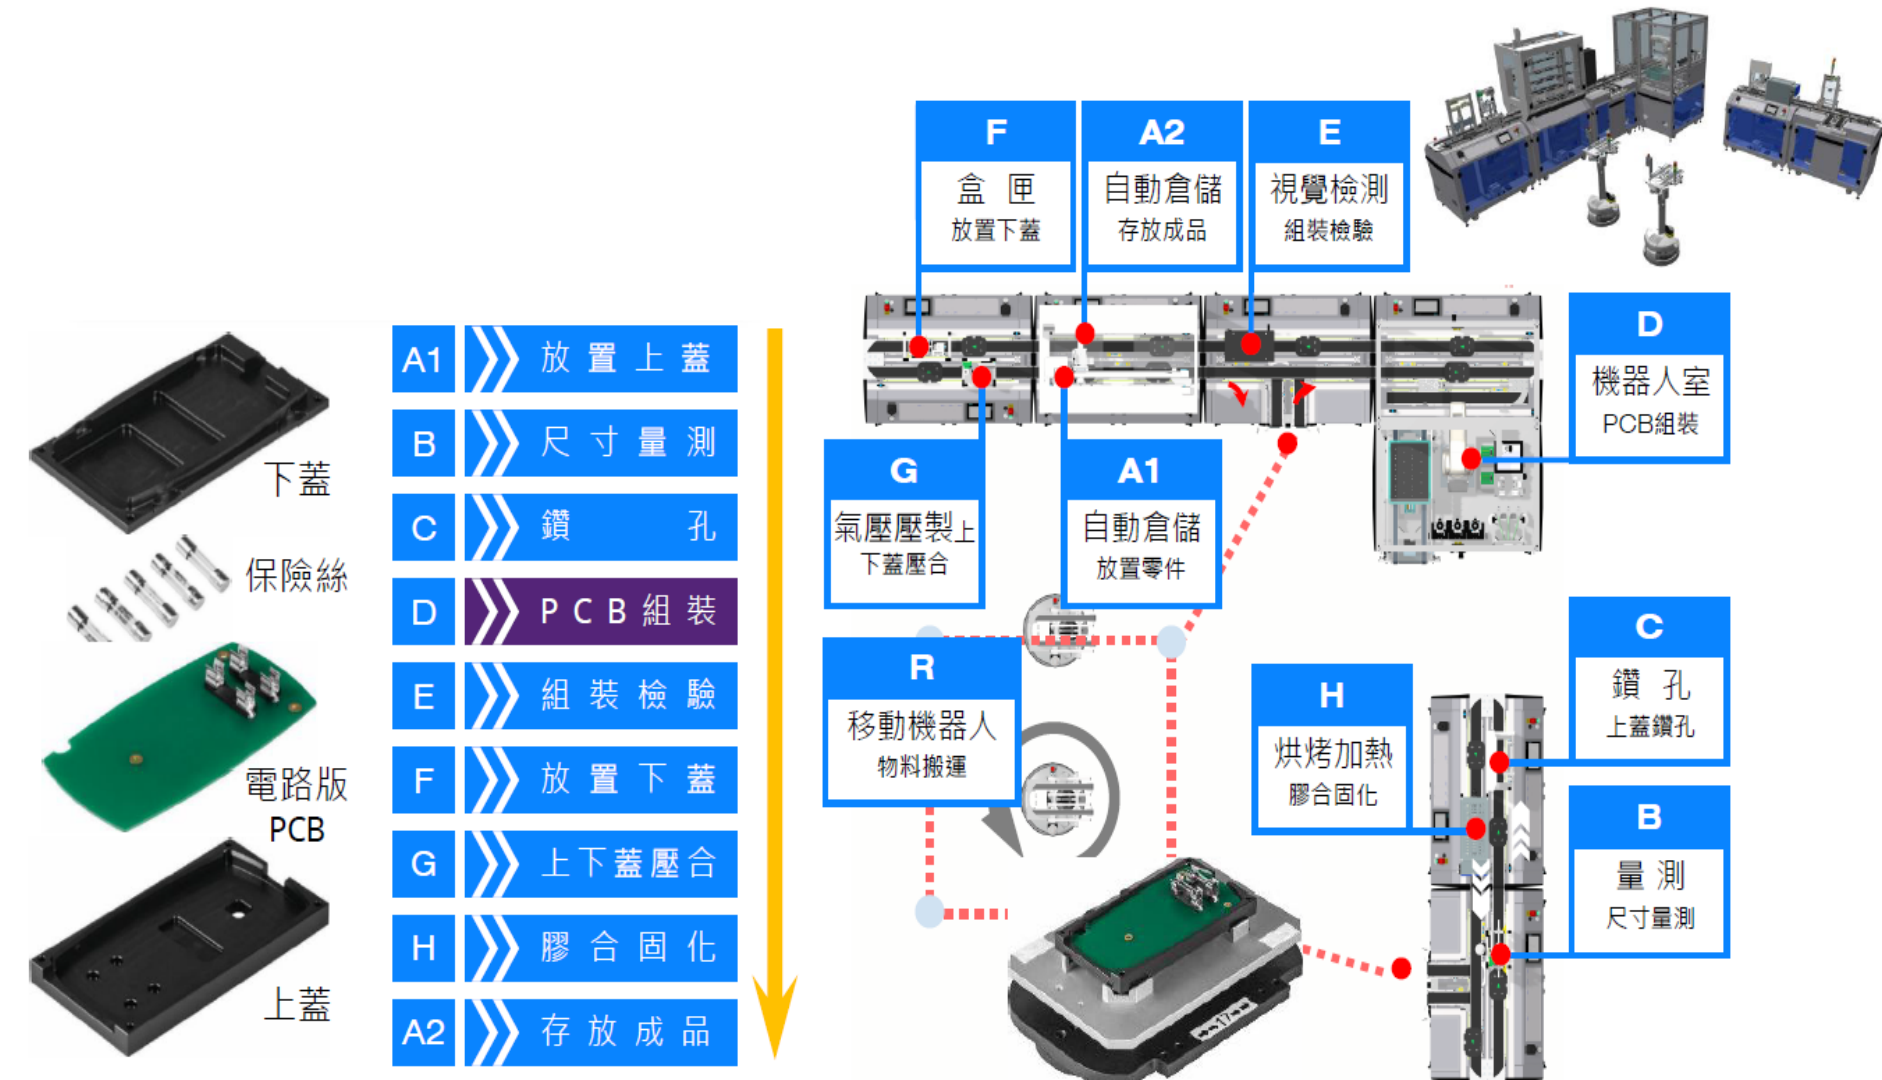 下蓋
保險絲
電路版
PCB
上蓋
A1 放置上蓋
B 尺寸量測
C 鑽孔
D PCB組裝
E 組裝檢驗
F 放置下蓋
G 上下蓋壓合
H 膠合固化
A2 存放成品
F
盒匣
放置下蓋
A2
自動倉儲
存放成品
E
視覺檢測
組裝檢驗
D
機器人室
PCB組裝
G
氣壓壓製上
下蓋壓合
A1
自動倉儲
放置零件
R
移動機器人
物料搬運
H
烘烤加熱
膠合固化
C
鑽孔
上蓋鑽孔
B
量測
尺寸量測
17